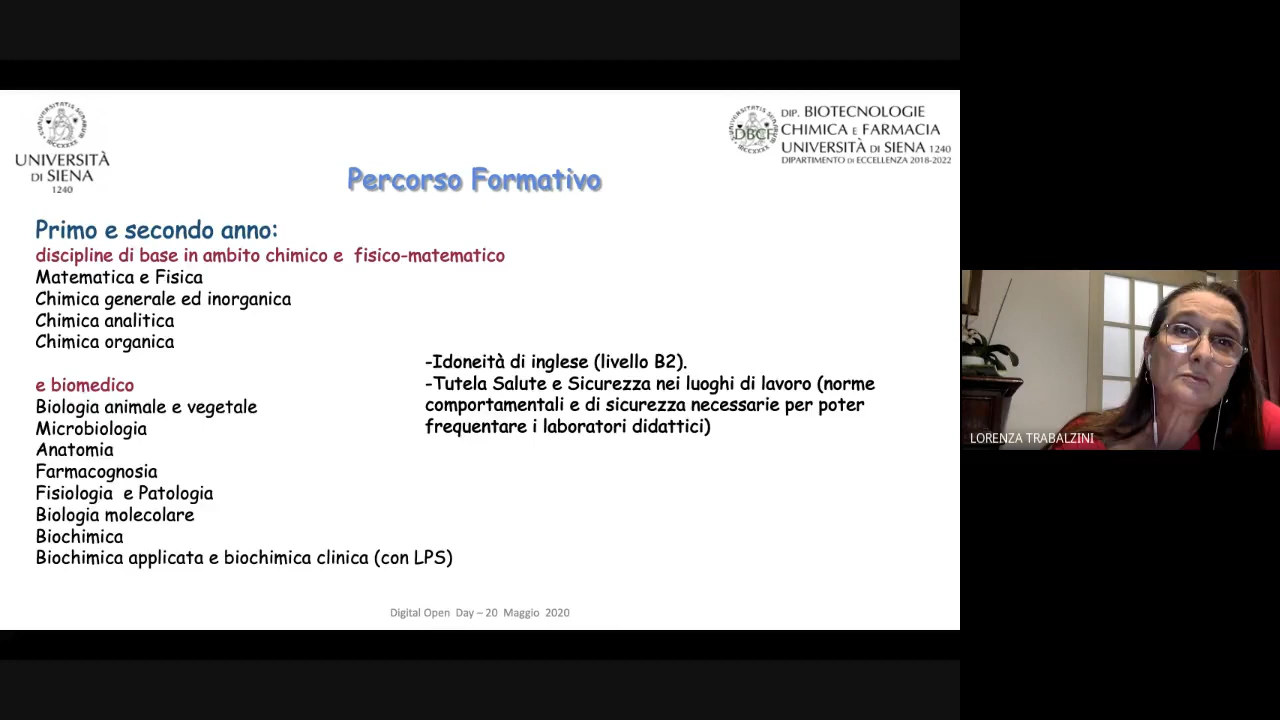 UNIVERSITÀ
DI SIENA
1240
DBCF
DIP. BIOTECNOLOGIE
CHIMICA E FARMACIA
UNIVERSITÀ DI SIENA 1240
DIPARTIMENTO DI ECCELLENZA 2018-2022
Percorso Formativo
Primo e secondo anno:
discipline di base in ambito chimico e fisico-matematico
Matematica e Fisica
Chimica generale ed inorganica
Chimica analitica
Chimica organica
e biomedico
Biologia animale e vegetale
Microbiologia
Anatomia
Farmacognosia
Fisiologia e Patologia
Biologia molecolare
Biochimica
Biochimica applicata e biochimica clinica (con LPS)
-Idoneità di inglese (livello B2).
-Tutela Salute e Sicurezza nei luoghi di lavoro (norme
comportamentali e di sicurezza necessarie per poter
frequentare i laboratori didattici)
Digital Open Day – 20 Maggio 2020
LORENZA TRABALZINI